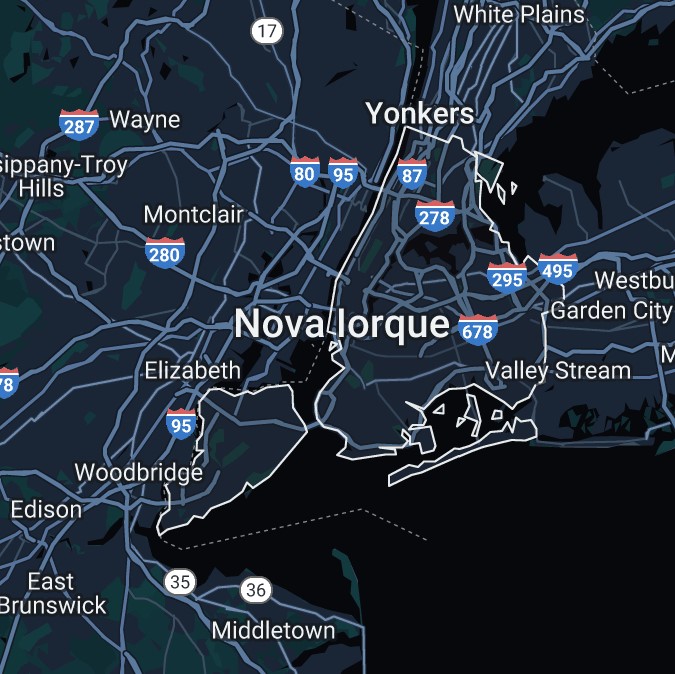 White Plains
17
Yonkers
287
Wayne
sippany-Troy
Hills
80
95
87
Montclair
278
stown
280
295
495
Westbu
Garden City
Nova Iorque
678
Elizabeth
Valley Stream
M
78
95
Woodbridge
Edison
East
Brunswick
35
36
Middletown